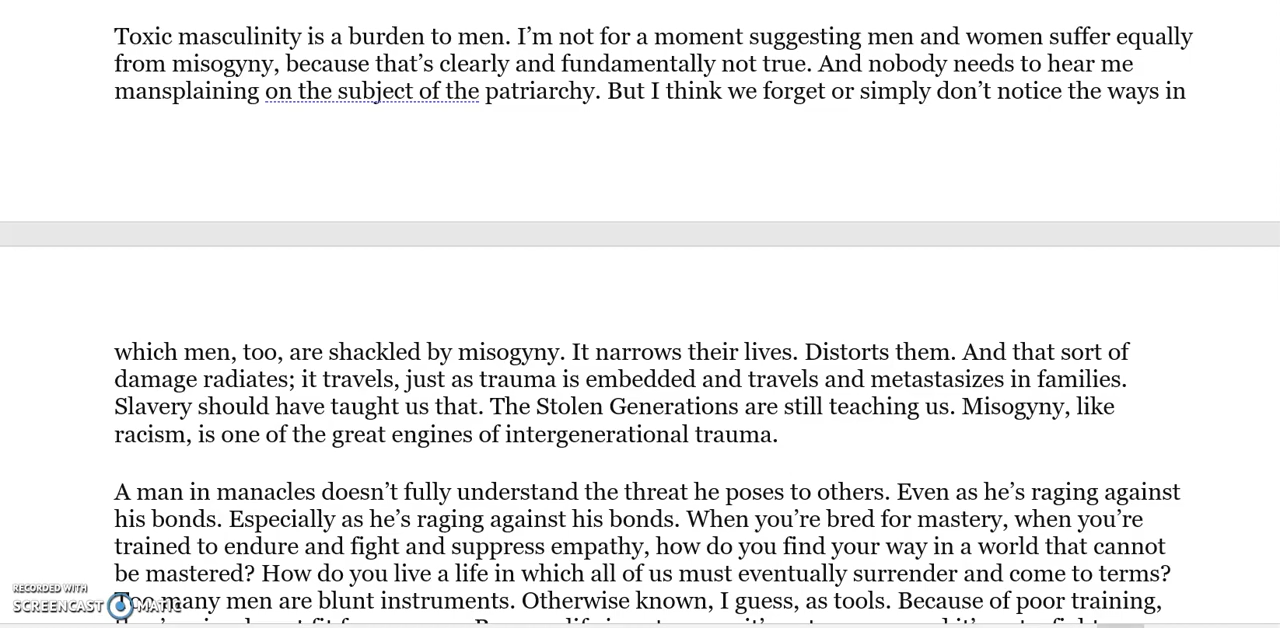 Toxic masculinity is a burden to men. I’m not for a moment suggesting men and women suffer equally
from misogyny, because that’s clearly and fundamentally not true. And nobody needs to hear me
mansplaining on the subject of the patriarchy. But I think we forget or simply don’t notice the ways in
which men, too, are shackled by misogyny. It narrows their lives. Distorts them. And that sort of
damage radiates; it travels, just as trauma is embedded and travels and metastasizes in families.
Slavery should have taught us that. The Stolen Generations are still teaching us. Misogyny, like
racism, is one of the great engines of intergenerational trauma.
A man in manacles doesn’t fully understand the threat he poses to others. Even as he’s raging against
his bonds. Especially as he’s raging against his bonds. When you’re bred for mastery, when you’re
trained to endure and fight and suppress empathy, how do you find your way in a world that cannot
be mastered? How do you live a life in which all of us must eventually surrender and come to terms?
Too many men are blunt instruments. Otherwise known, I guess, as tools. Because of poor training,
RECORDED WITH
SCREENCAST MATIC